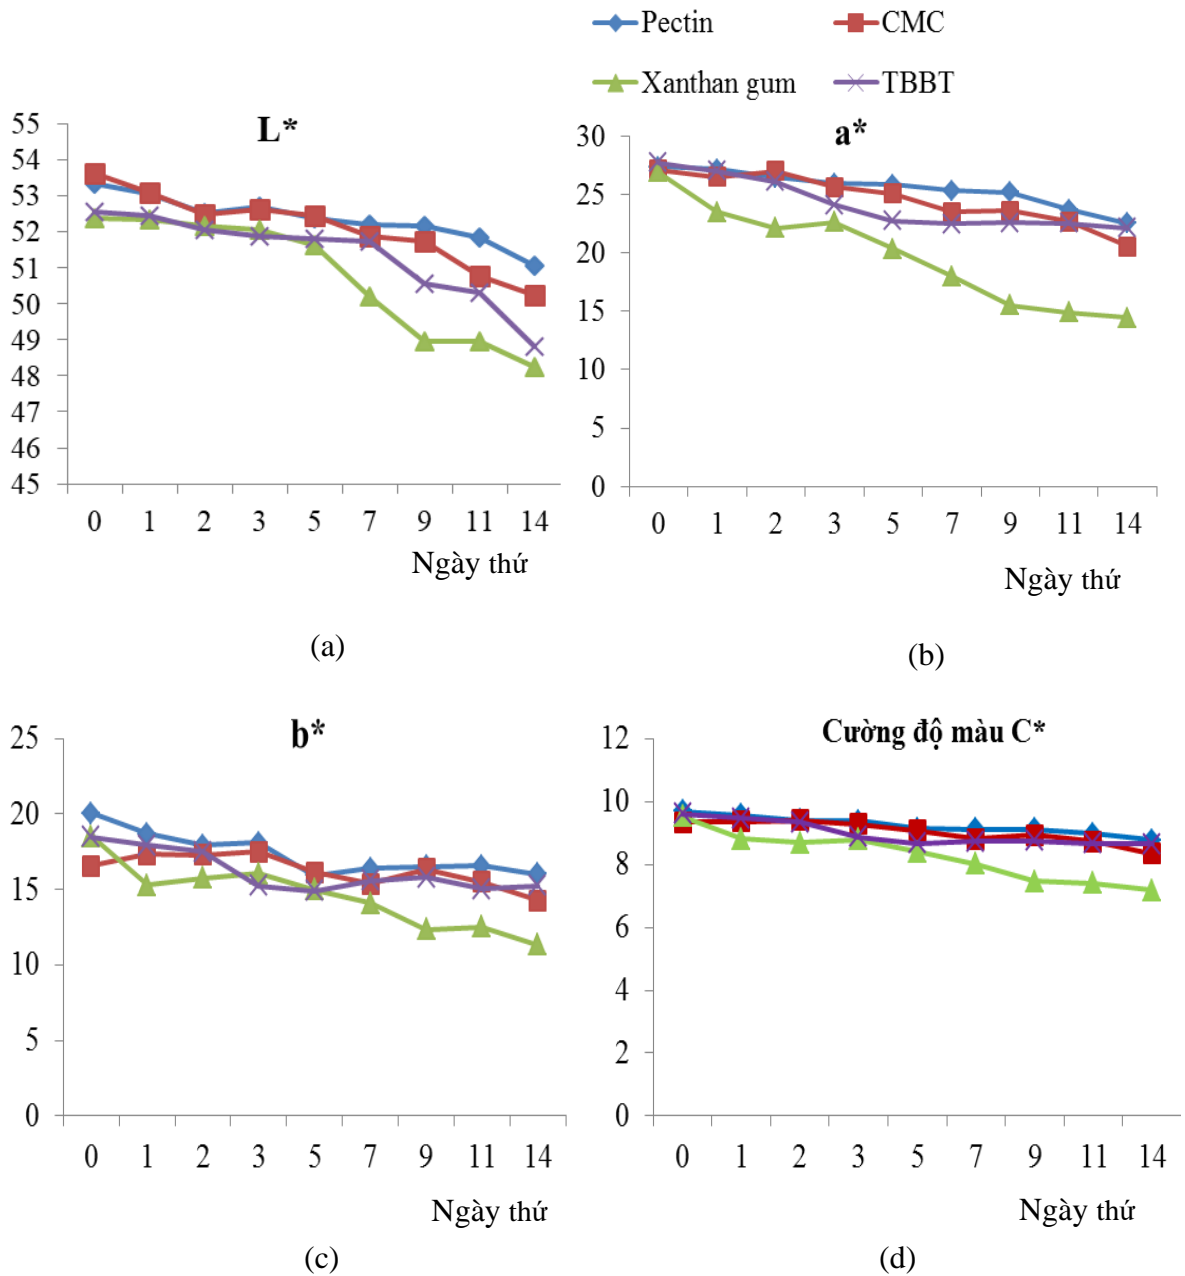 Pectin CMC
Xanthan gum TBBT
L*
55
54
53
52
51
50
49
48
47
46
45
0 1 2 3 5 7 9 11 14
Ngày thứ
(a)
a*
30
25
20
15
10
5
0
0 1 2 3 5 7 9 11 14
Ngày thứ
(b)
b*
25
20
15
10
5
0
0 1 2 3 5 7 9 11 14
Ngày thứ
(c)
Cường độ màu C*
12
10
8
6
4
2
0
0 1 2 3 5 7 9 11 14
Ngày thứ
(d)